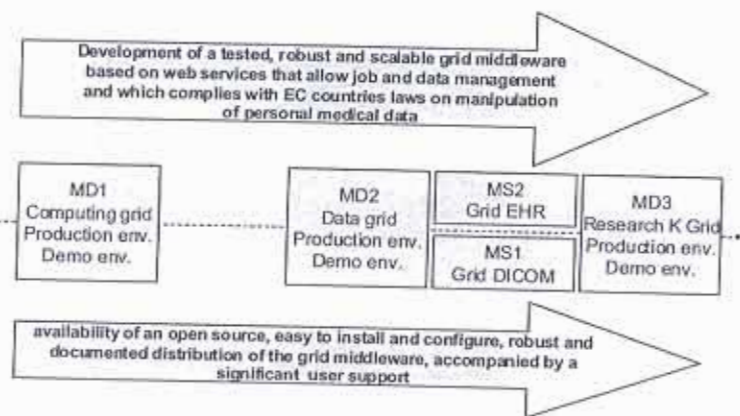 Development of a tested, robust and scalable grid middleware
based on web services that allow job and data management
and which complies with EC countries laws on manipulation
of personal medical data
MD1
Computing grid
Production env.
Demo env.
MD2
Data grid
Production env.
Demo env.
MS2
Grid EHR
MS1
Grid DICOM
MD3
Research K Grid
Production env.
Demo env.
availability of an open source, easy to install and configure, robust and
documented distribution of the grid middleware, accompanied by a
significant user support